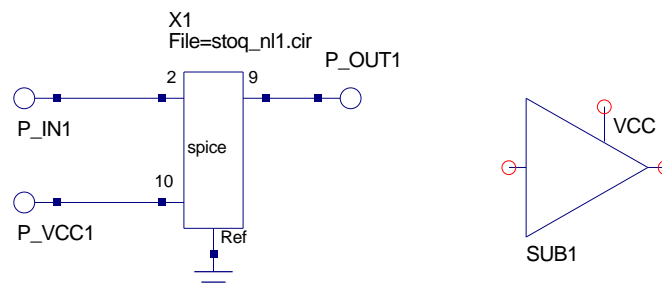 X1
File=stoq_nl1.cir
P_OUT1
2
9
P_IN1
spice
VCC
10
P_VCC1
Ref
SUB1